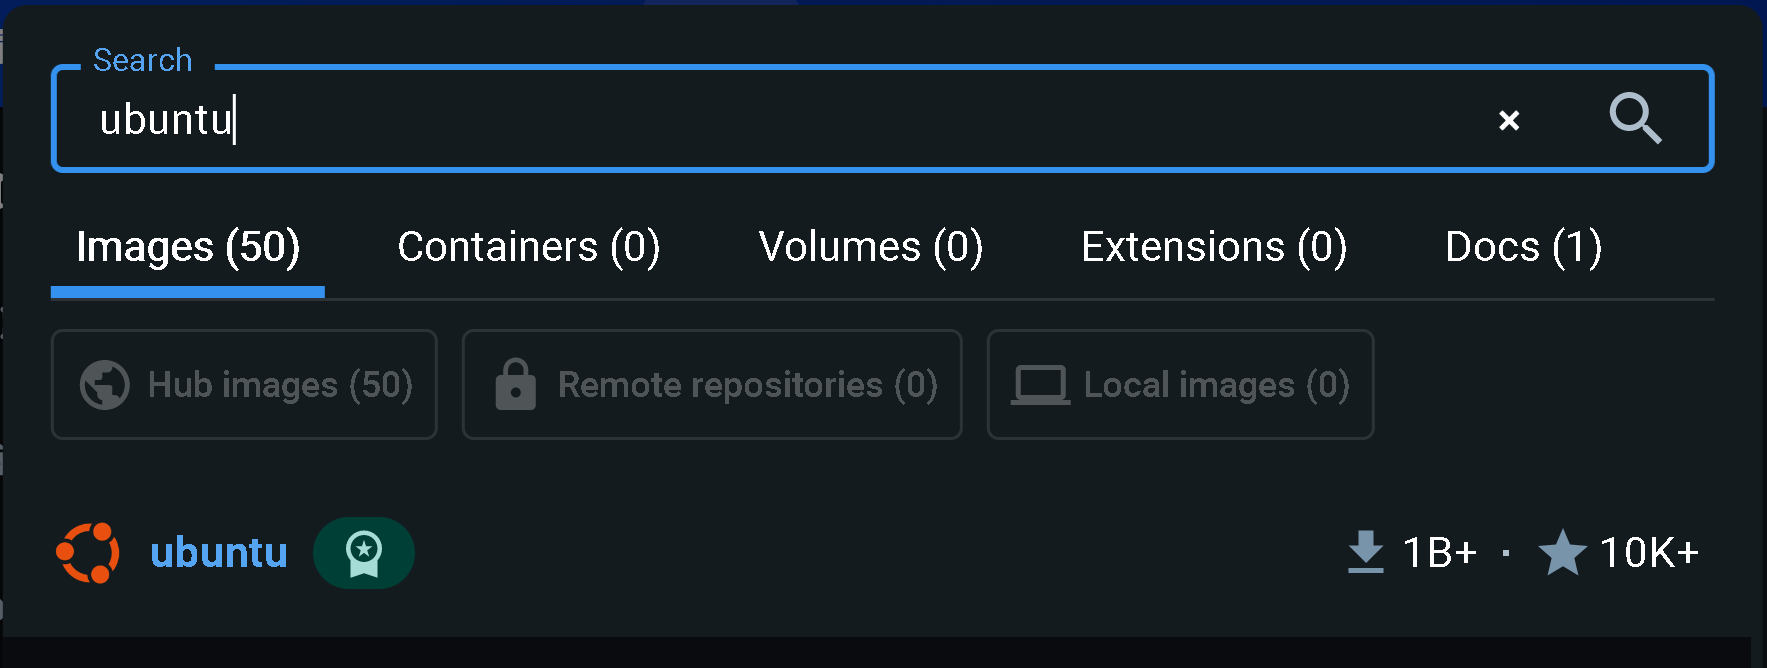 Search
ubuntu
Images (50) Containers (0) Volumes (0) Extensions (0) Docs (1)
Hub images (50) Remote repositories (0) Local images (0)
ubuntu 1B+ · 10K+